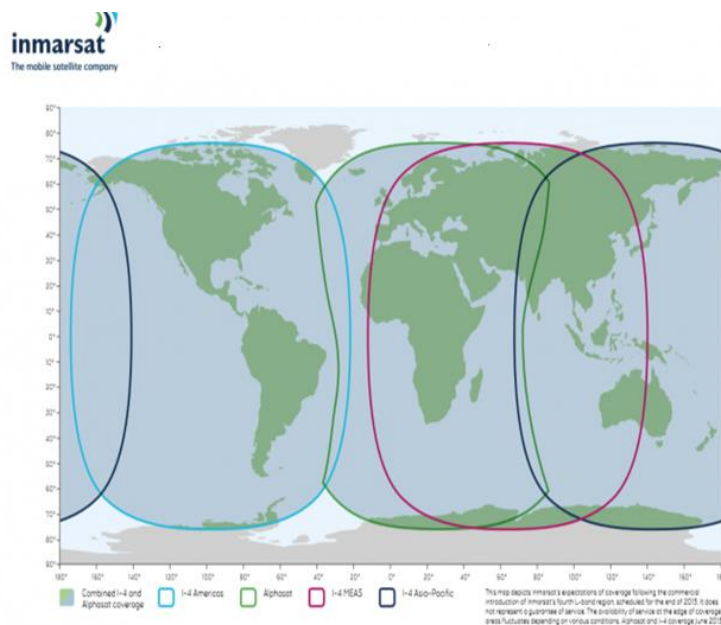 inmarsat
The mobile satellite company
90°
80°
70°
60°
50°
40°
30°
20°
10°
0°
10°
20°
30°
40°
50°
60°
70°
80°
90°
180° 160° 140° 120° 100° 80° 60° 40° 20° 0° 20° 40° 60° 80° 100° 120° 140° 160° 180°
Combined I-4 and
Alphasat coverage
I-4 Americas
Alphasat
I-4 MEAS
I-4 Asia-Pacific
This map depicts Inmarsat's expectations of coverage following the commercial
introduction of Inmarsat's fourth L-band region, scheduled for the end of 2015. It does
not represent a guarantee of service. The availability of service at the edge of coverage
areas fluctuates depending on various conditions. Alphasat and I-4 coverage June 2015